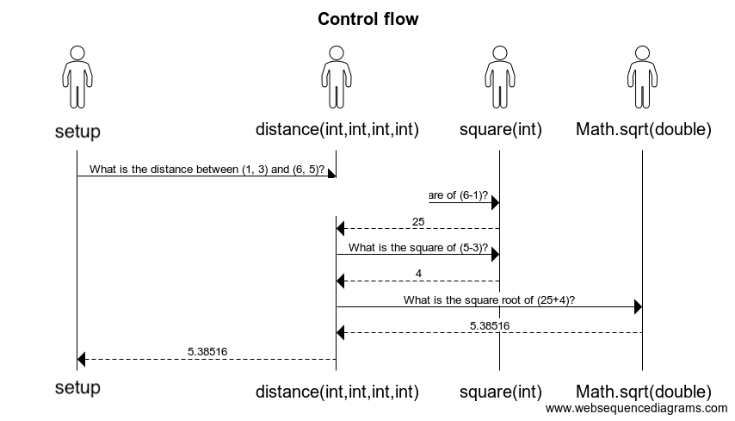 Control flow
setup
distance(int,int,int,int)
square(int)
Math.sqrt(double)
What is the distance between (1, 3) and (6, 5)?
of (6-1)?
25
What is the square of (5-3)?
4
What is the square root of (25+4)?
5.38516
5.38516
setup
distance(int,int,int,int)
square(int)
Math.sqrt(double)
www.websequencediagrams.com